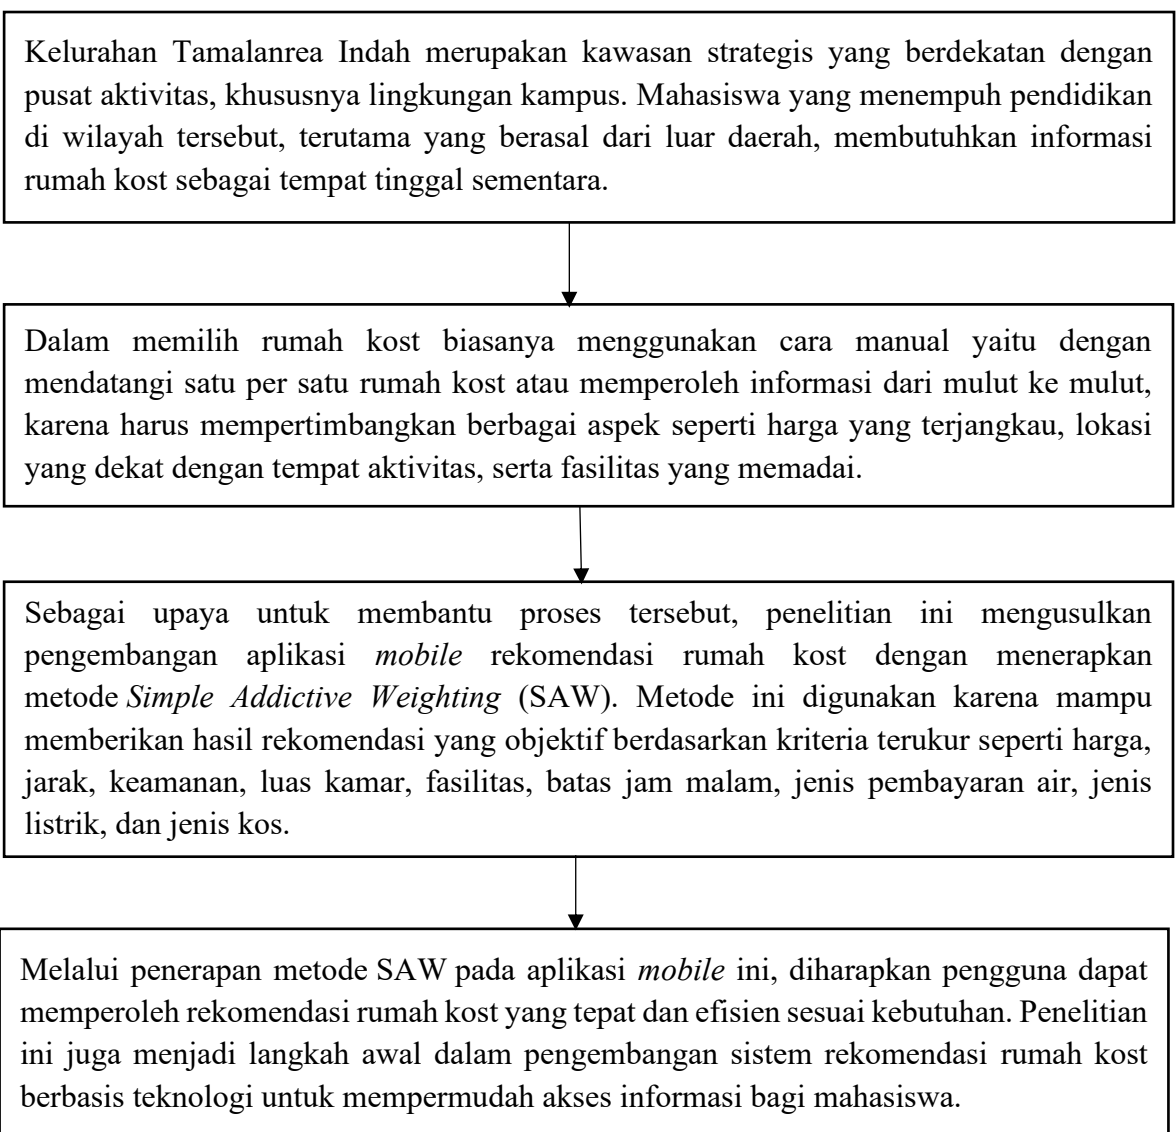 Kelurahan Tamalanrea Indah merupakan kawasan strategis yang berdekatan dengan
pusat aktivitas, khususnya lingkungan kampus. Mahasiswa yang menempuh pendidikan
di wilayah tersebut, terutama yang berasal dari luar daerah, membutuhkan informasi
rumah kost sebagai tempat tinggal sementara.
Dalam memilih rumah kost biasanya menggunakan cara manual yaitu dengan
mendatangi satu per satu rumah kost atau memperoleh informasi dari mulut ke mulut,
karena harus mempertimbangkan berbagai aspek seperti harga yang terjangkau, lokasi
yang dekat dengan tempat aktivitas, serta fasilitas yang memadai.
Sebagai upaya untuk membantu proses tersebut, penelitian ini mengusulkan
pengembangan aplikasi mobile rekomendasi rumah kost dengan menerapkan
metode Simple Addictive Weighting (SAW). Metode ini digunakan karena mampu
memberikan hasil rekomendasi yang objektif berdasarkan kriteria terukur seperti harga,
jarak, keamanan, luas kamar, fasilitas, batas jam malam, jenis pembayaran air, jenis
listrik, dan jenis kos.
Melalui penerapan metode SAW pada aplikasi mobile ini, diharapkan pengguna dapat
memperoleh rekomendasi rumah kost yang tepat dan efisien sesuai kebutuhan. Penelitian
ini juga menjadi langkah awal dalam pengembangan sistem rekomendasi rumah kost
berbasis teknologi untuk mempermudah akses informasi bagi mahasiswa.